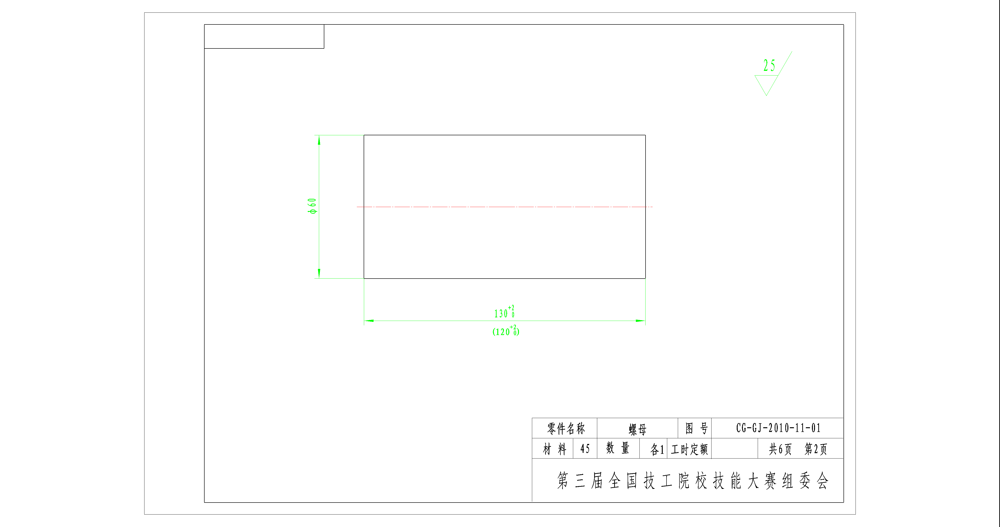 25
ϕ60
130 +2 0
(120 +2 0)
零件名称 螺母 图 号 CG-GJ-2010-11-01
材 料 45 数 量 各1 工时定额 共6页 第2页
第三届全国技工院校技能大赛组委会